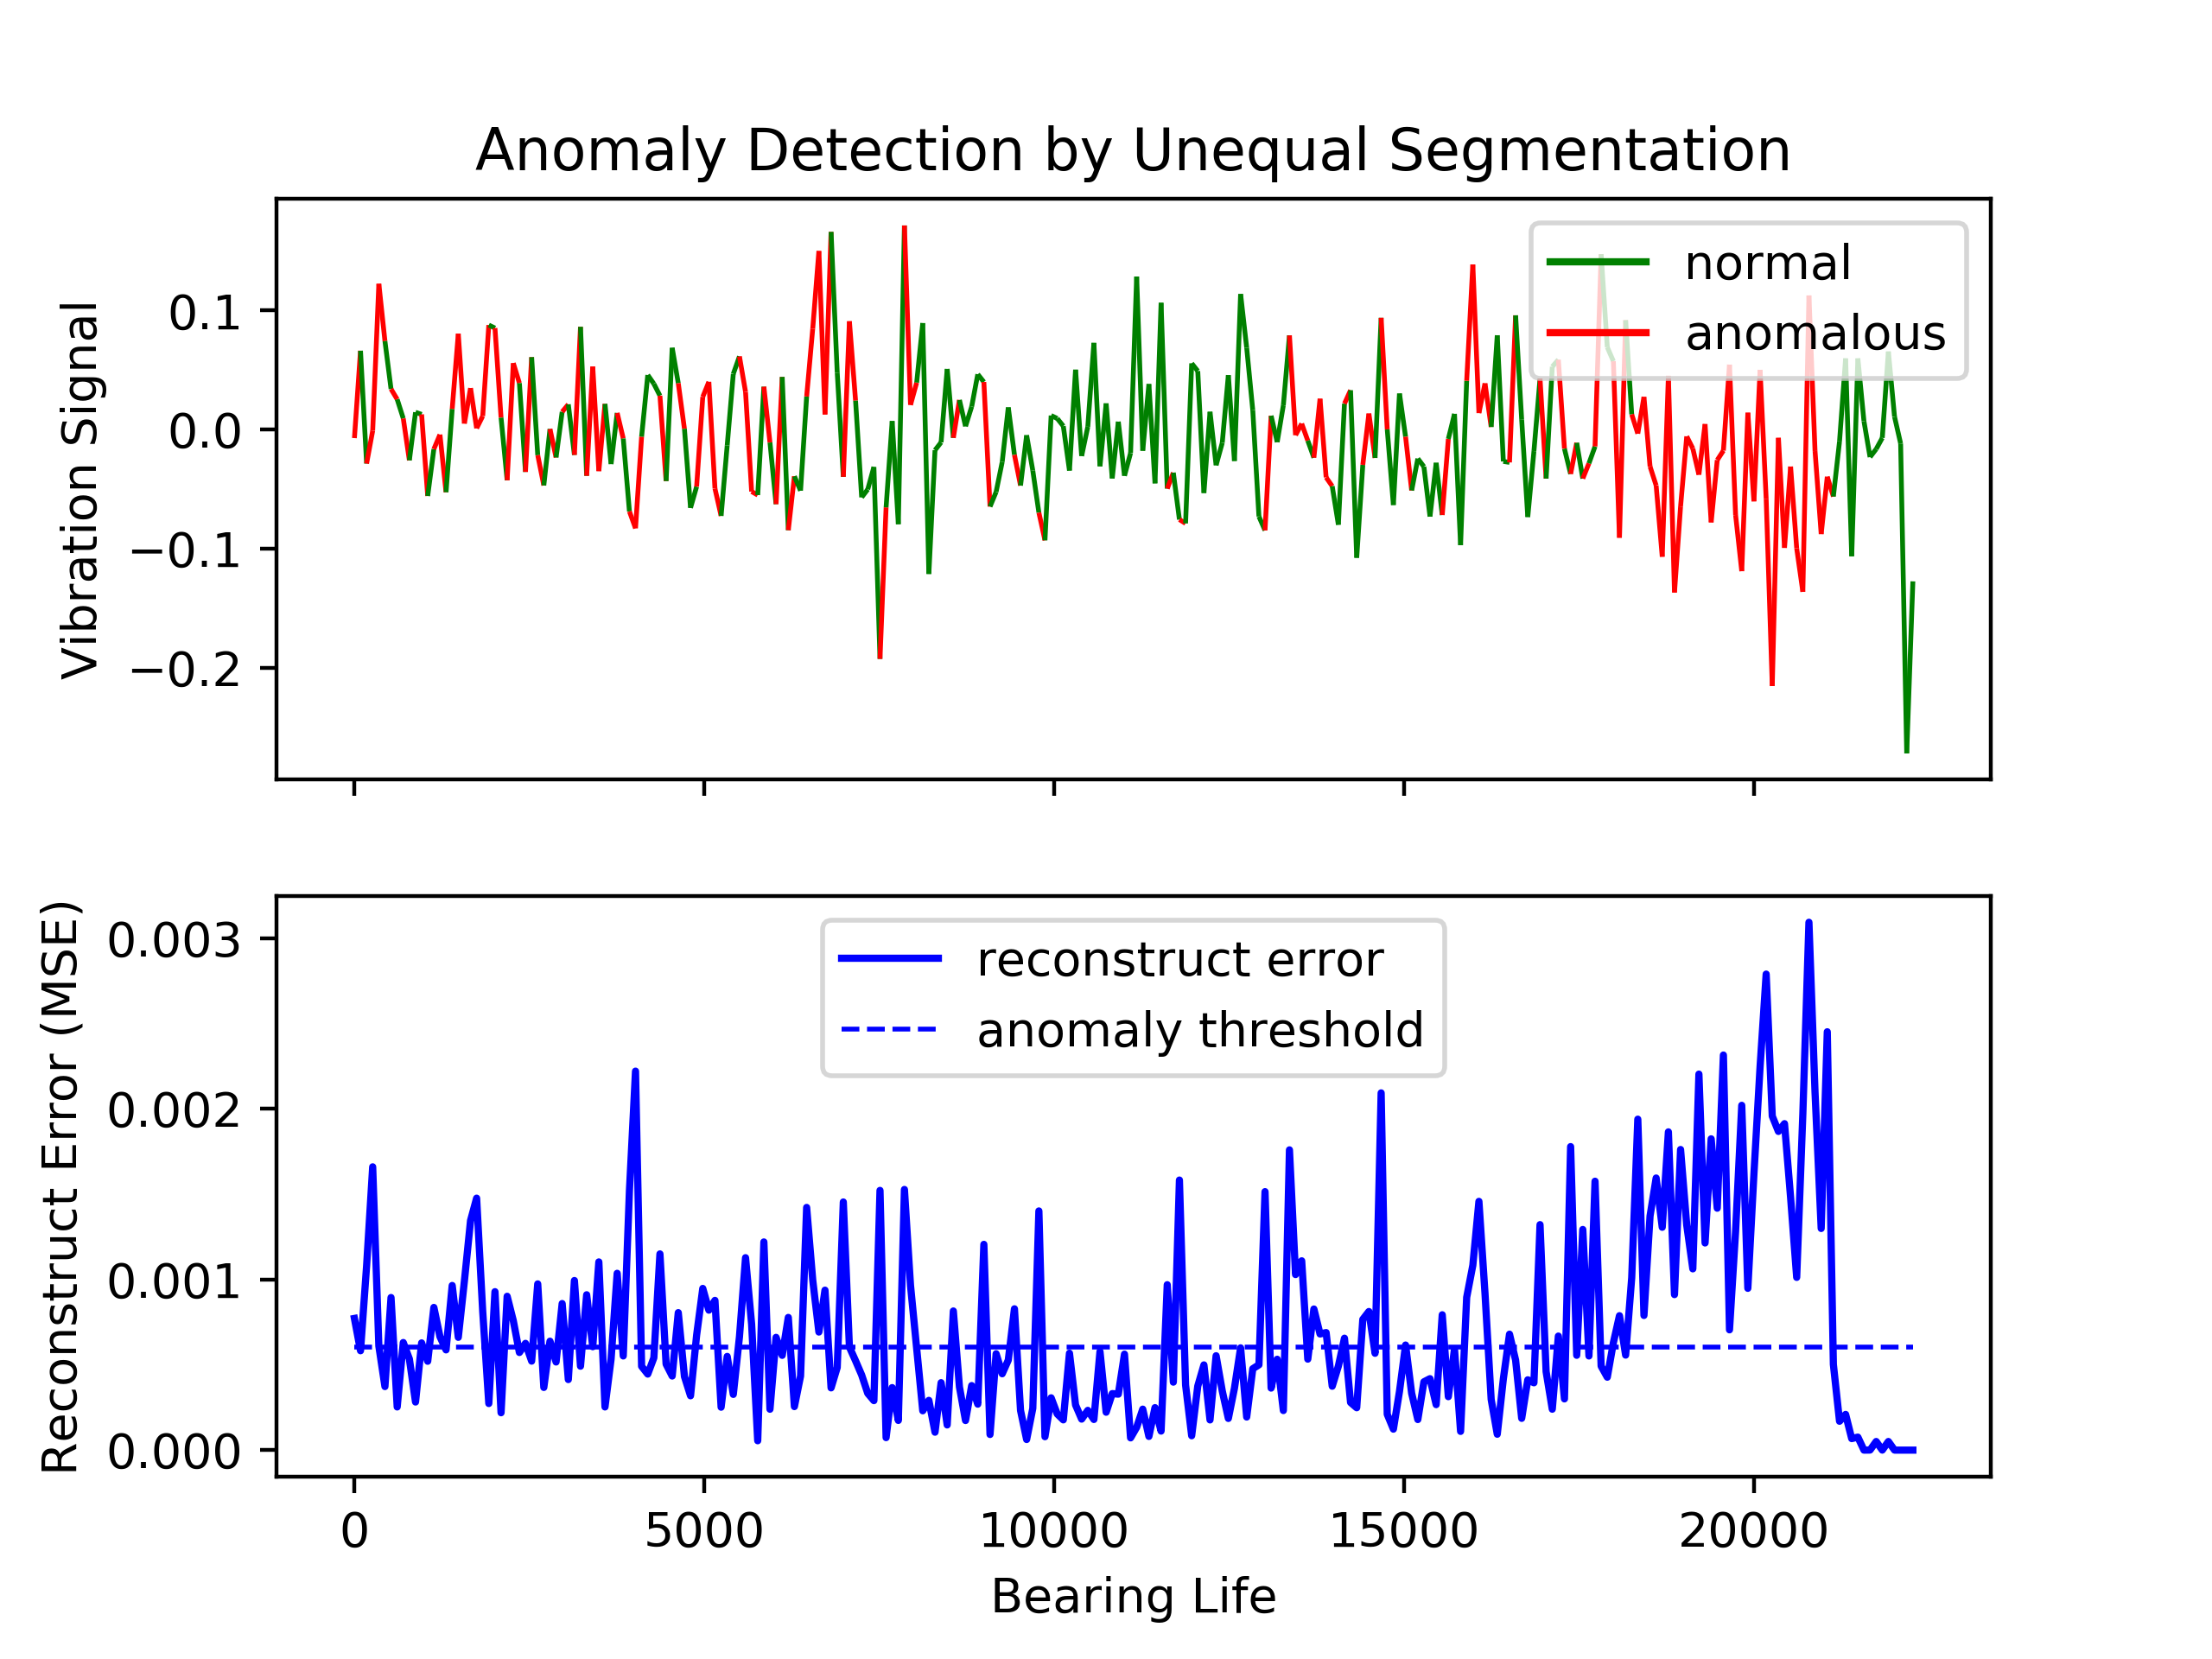 Anomaly Detection by Unequal Segmentation
Vibration Signal
0.1
0.0
−0.1
−0.2
normal
anomalous
Reconstruct Error (MSE)
0.003
0.002
0.001
0.000
reconstruct error
anomaly threshold
0 5000 10000 15000 20000
Bearing Life